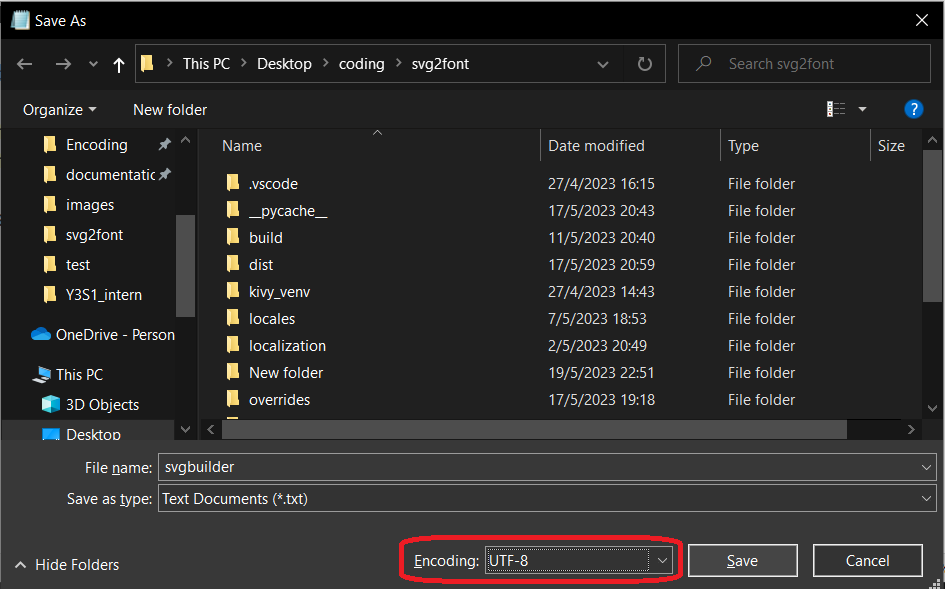 Save As
This PC > Desktop > coding > svg2font
Search svg2font
Organize New folder ?
Name Date modified Type Size
Encoding
documentatic
images
svg2font
test
Y3S1_intern
OneDrive - Person
This PC
3D Objects
Desktop
.vscode 27/4/2023 16:15 File folder
__pycache__ 17/5/2023 20:43 File folder
build 11/5/2023 20:40 File folder
dist 17/5/2023 20:59 File folder
kivy_venv 27/4/2023 14:43 File folder
locales 7/5/2023 18:53 File folder
localization 2/5/2023 20:49 File folder
New folder 19/5/2023 22:51 File folder
overrides 17/5/2023 19:18 File folder
File name: svgbuilder
Save as type: Text Documents (*.txt)
Hide Folders Encoding: UTF-8 Save Cancel